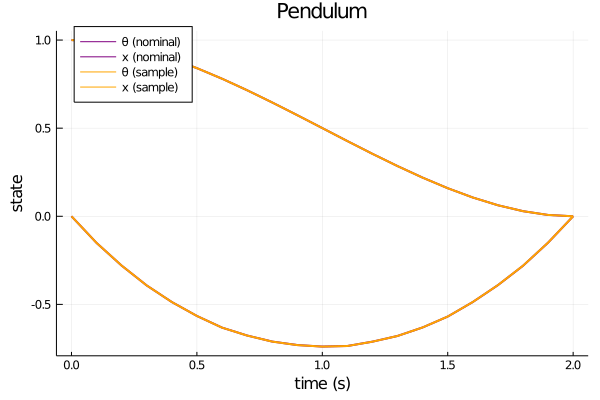 Pendulum
1.0
0.5
0.0
-0.5
state
θ (nominal)
x (nominal)
θ (sample)
x (sample)
0.0 0.5 1.0 1.5 2.0
time (s)